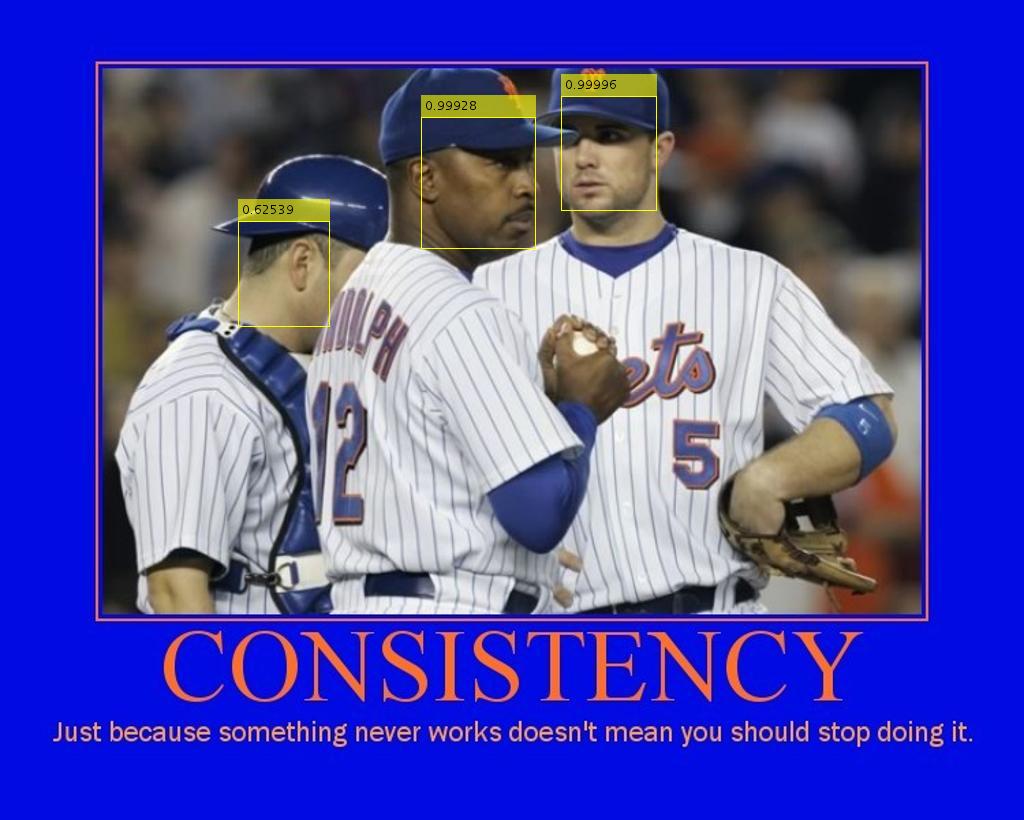 0.99996
0.99928
0.62539
NDOLPH
12
ets
5
CONSISTENCY
Just because something never works doesn't mean you should stop doing it.